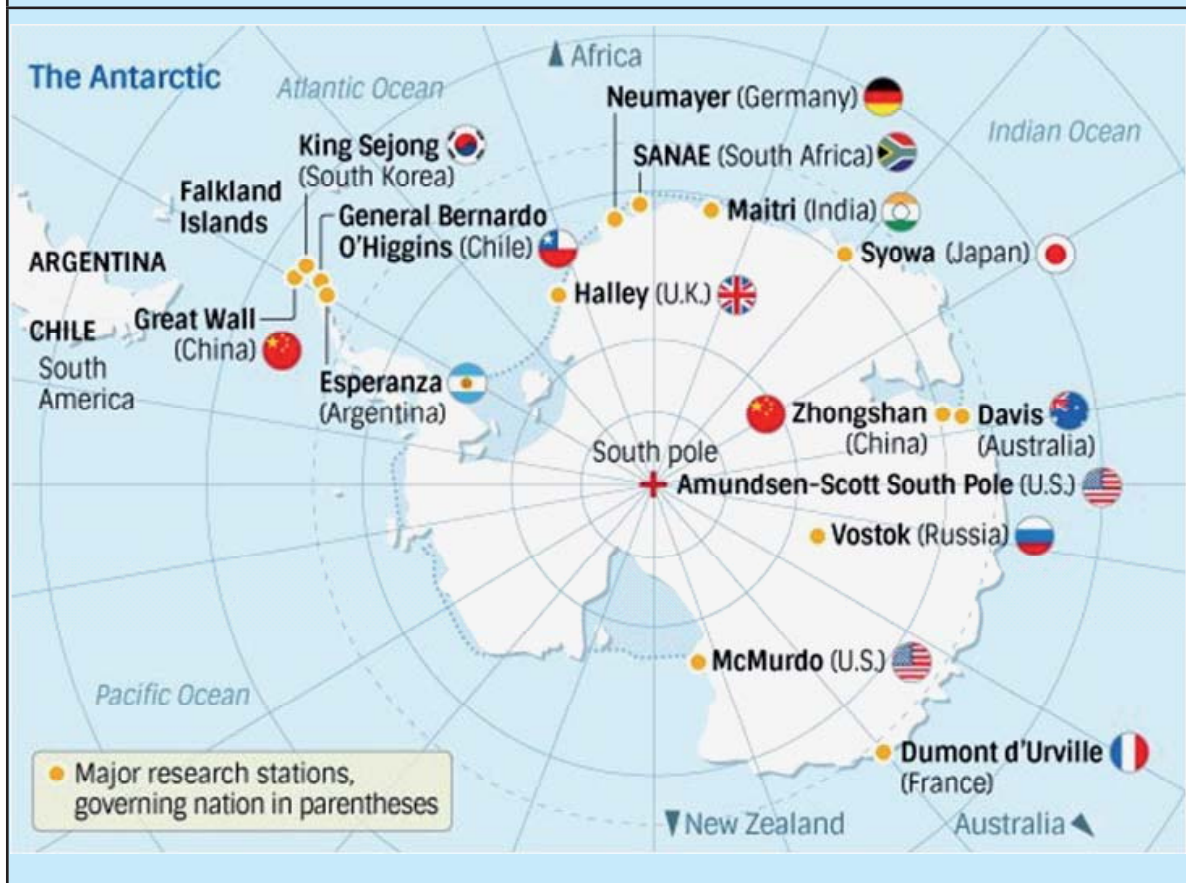 The Antarctic
Atlantic Ocean
Africa
Neumayer (Germany)
Indian Ocean
King Sejong
(South Korea)
SANAE (South Africa)
Falkland
Islands
General Bernardo
O'Higgins (Chile)
Maitri (India)
Syowa (Japan)
ARGENTINA
Halley (U.K.)
CHILE
South
America
Great Wall
(China)
Esperanza
(Argentina)
Zhongshan
(China)
Davis
(Australia)
South pole
Amundsen-Scott South Pole (U.S.)
Vostok (Russia)
McMurdo (U.S.)
Pacific Ocean
Dumont d'Urville
(France)
Major research stations,
governing nation in parentheses
New Zealand
Australia